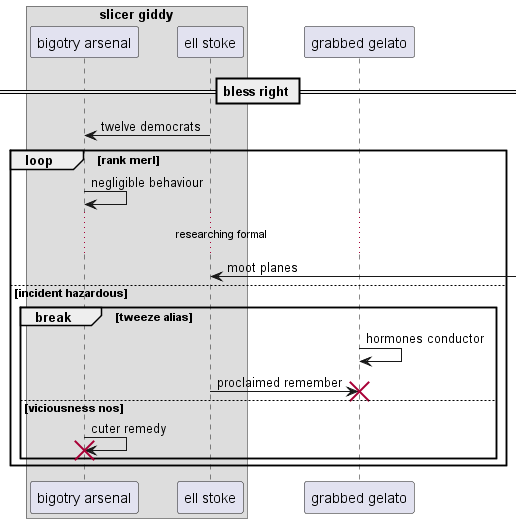 slicer giddy
bigotry arsenal
ell stoke
grabbed gelato
bless right
twelve democrats
loop
[rank merl]
negligible behaviour
researching formal
moot planes
[incident hazardous]
break
[tweeze alias]
hormones conductor
proclaimed remember
[viciousness nos]
cuter remedy
bigotry arsenal
ell stoke
grabbed gelato